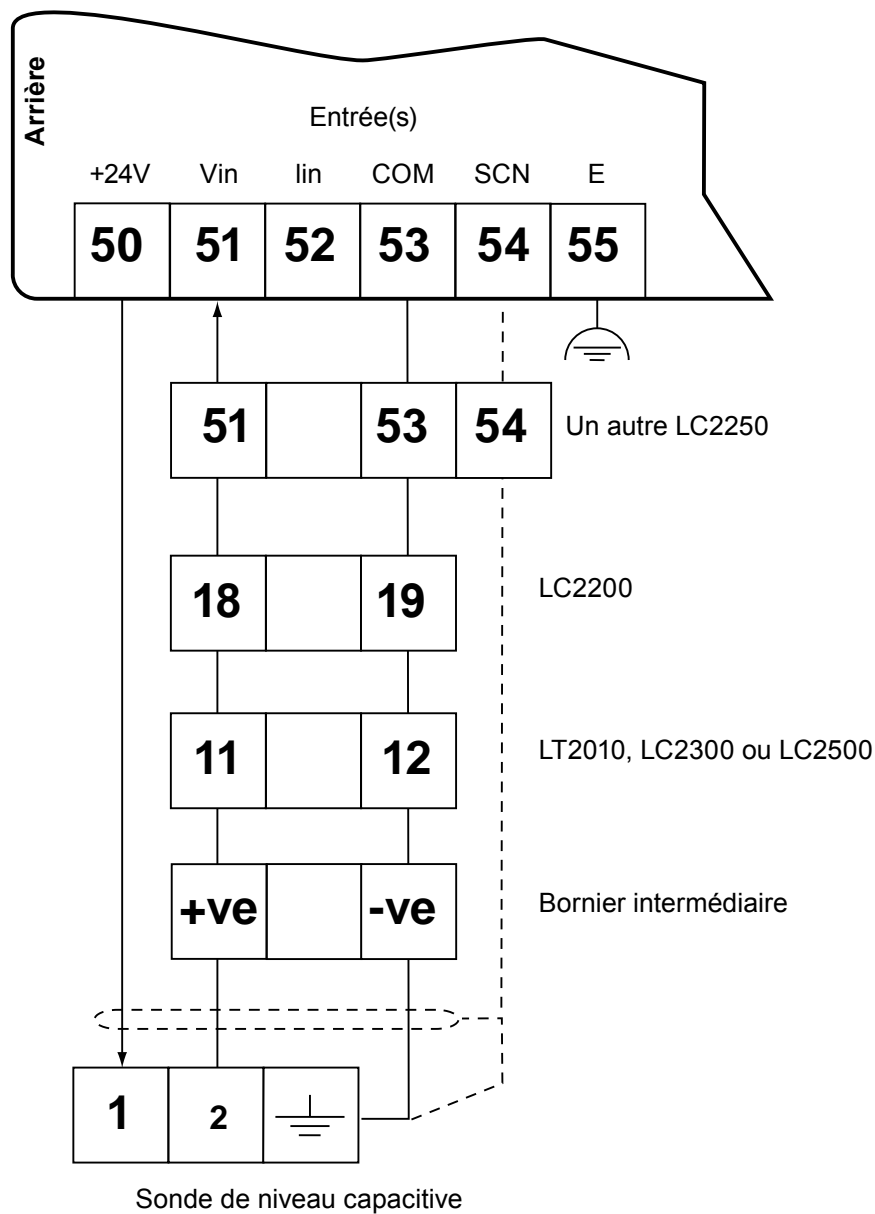 Arrière
Entrée(s)
+24V Vin Iin COM SCN E
50 51 52 53 54 55
51 53 54 Un autre LC2250
18 19 LC2200
11 12 LT2010, LC2300 ou LC2500
+ve -ve Bornier intermédiaire
1 2
Sonde de niveau capacitive